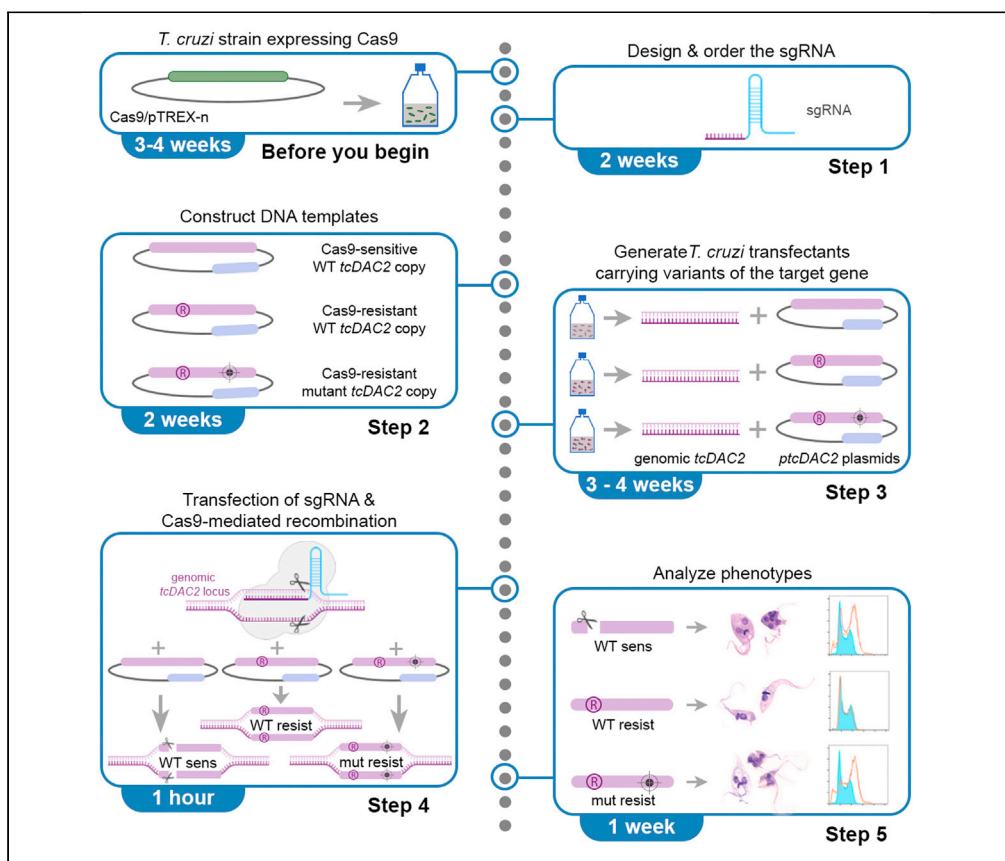 T. cruzi strain expressing Cas9
Cas9/pTREX-n
3-4 weeks
Before you begin
Design & order the sgRNA
sgRNA
2 weeks
Step 1
Construct DNA templates
Cas9-sensitive
WT tcDAC2 copy
R
Cas9-resistant
WT tcDAC2 copy
R
Cas9-resistant
mutant tcDAC2 copy
2 weeks
Step 2
Generate T. cruzi transfectants
carrying variants of the target gene
+
+
R
+
R
genomic tcDAC2
ptcDAC2 plasmids
3 - 4 weeks
Step 3
Transfection of sgRNA &
Cas9-mediated recombination
genomic
tcDAC2 locus
+ + +
R R
R
WT resist
R
WT sens
R
mut resist
R
1 hour
Step 4
Analyze phenotypes
WT sens
R
WT resist
R
mut resist
1 week
Step 5